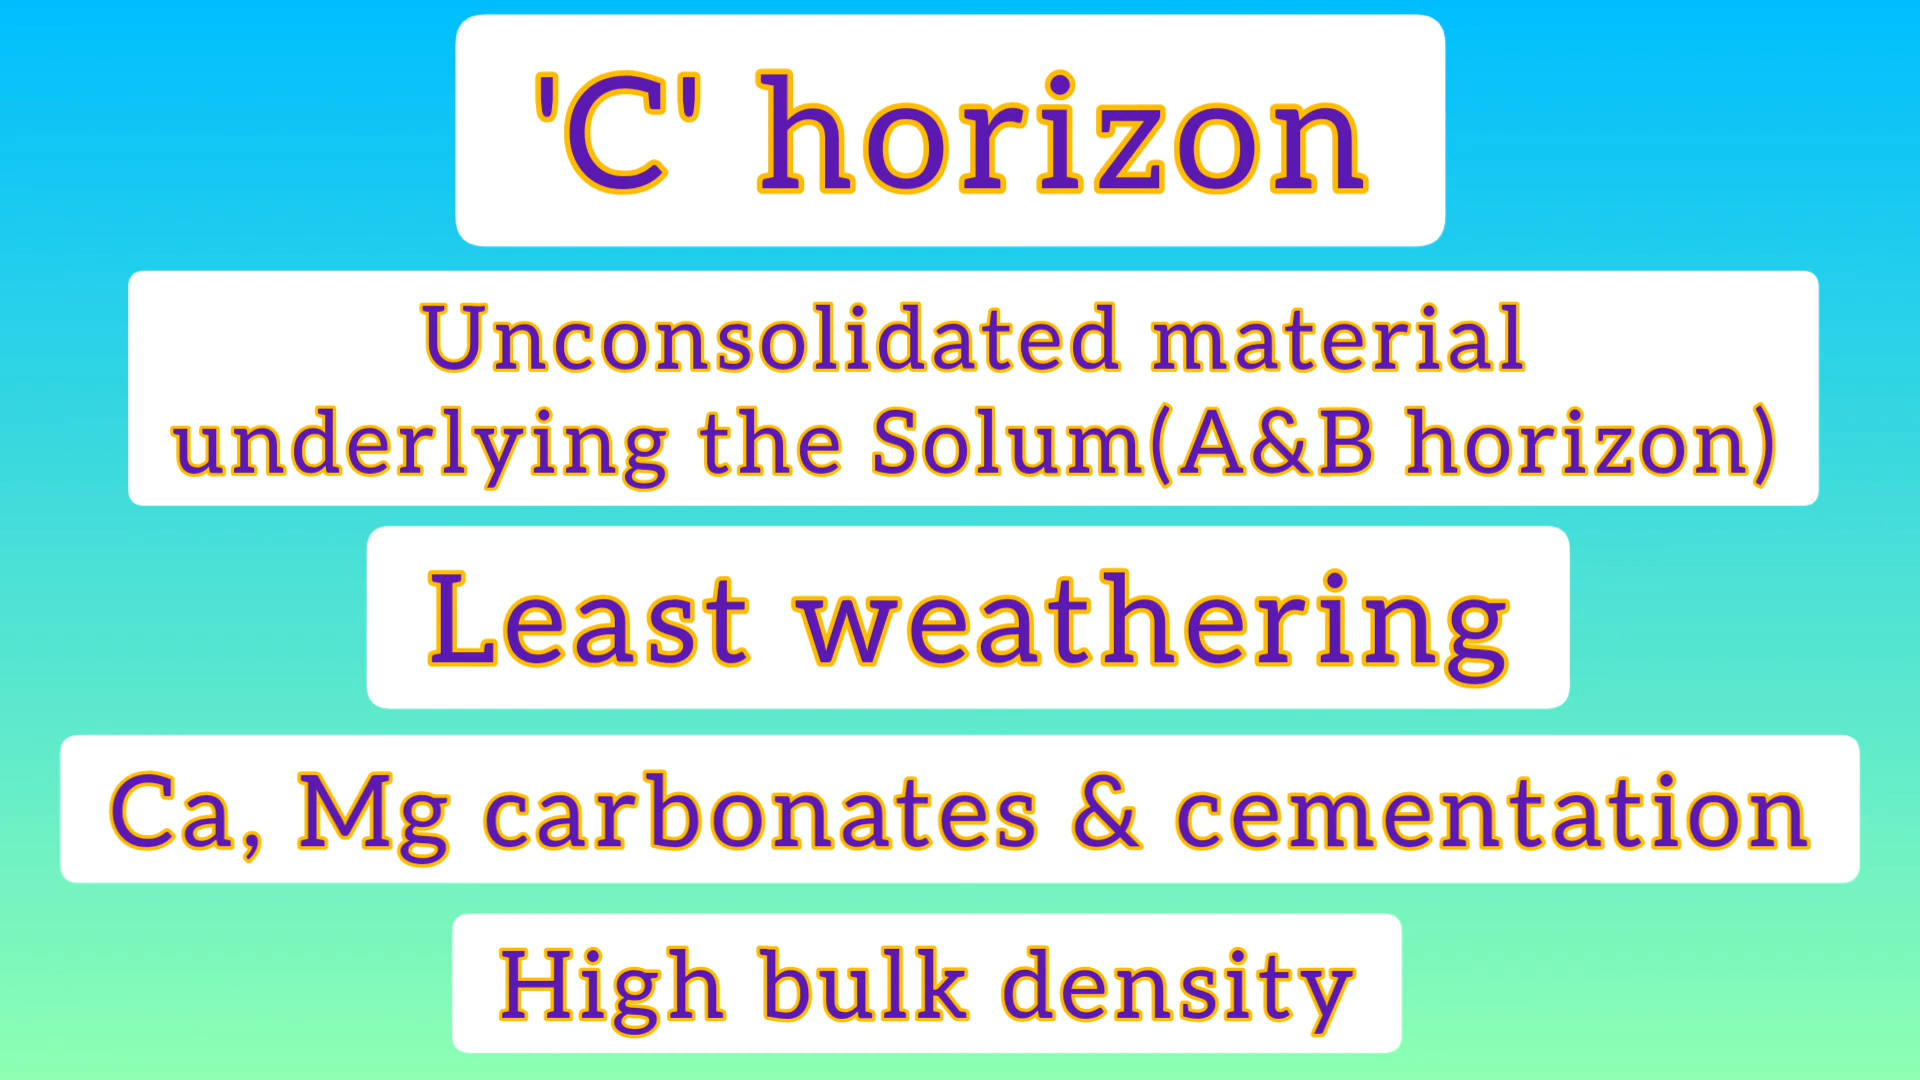 'C' horizon
Unconsolidated material
underlying the Solum(A&B horizon)
Least weathering
Ca, Mg carbonates & cementation
High bulk density